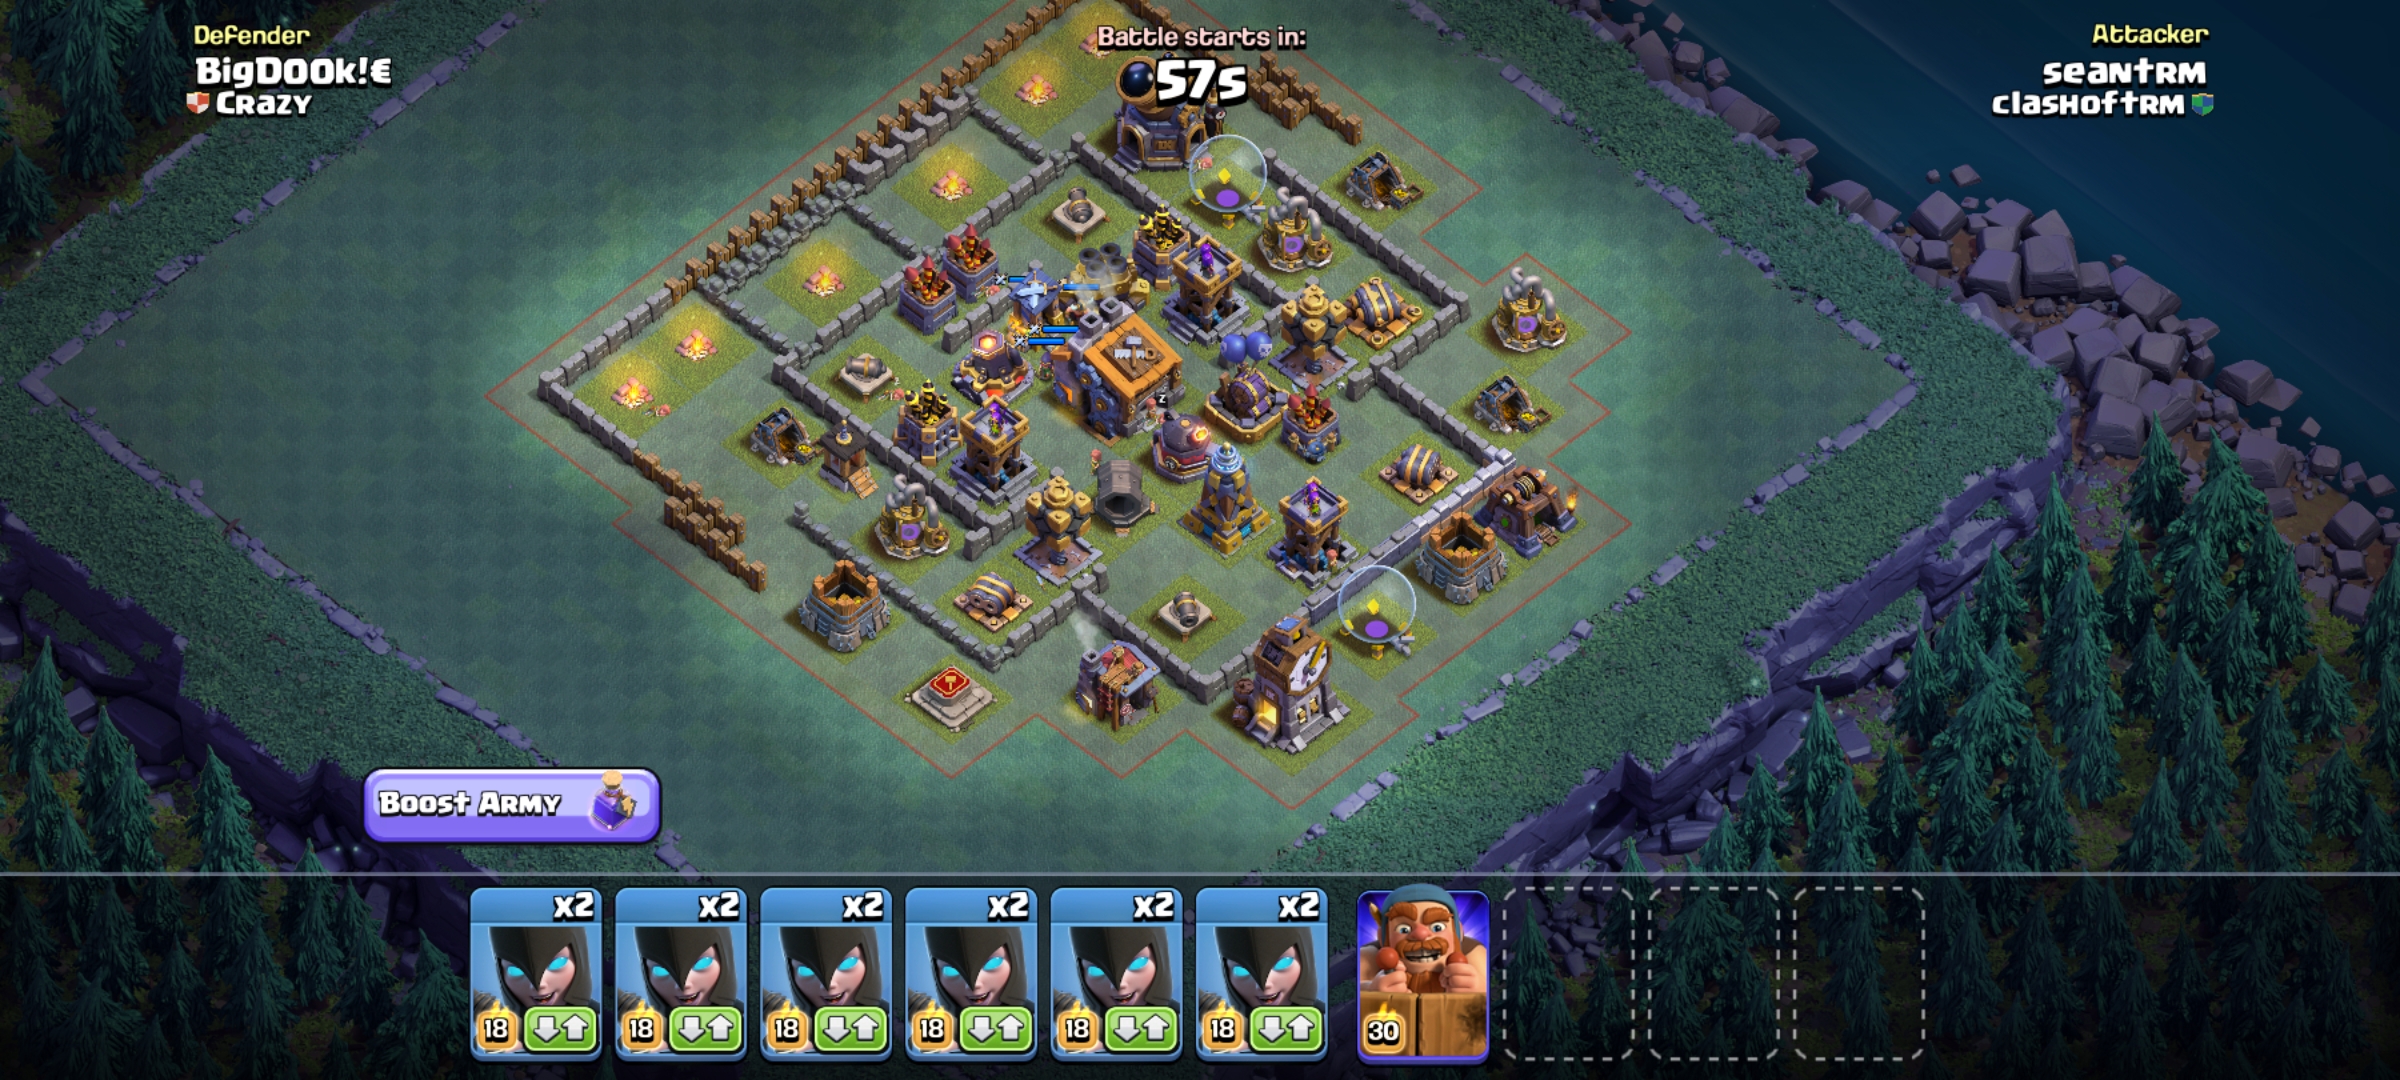 Defender
BigDOOk!€
Crazy
Battle starts in:
57s
Attacker
seantRM
clashoftRM
z
Boost Army
x2
x2
x2
x2
x2
x2
18
18
18
18
18
18
30